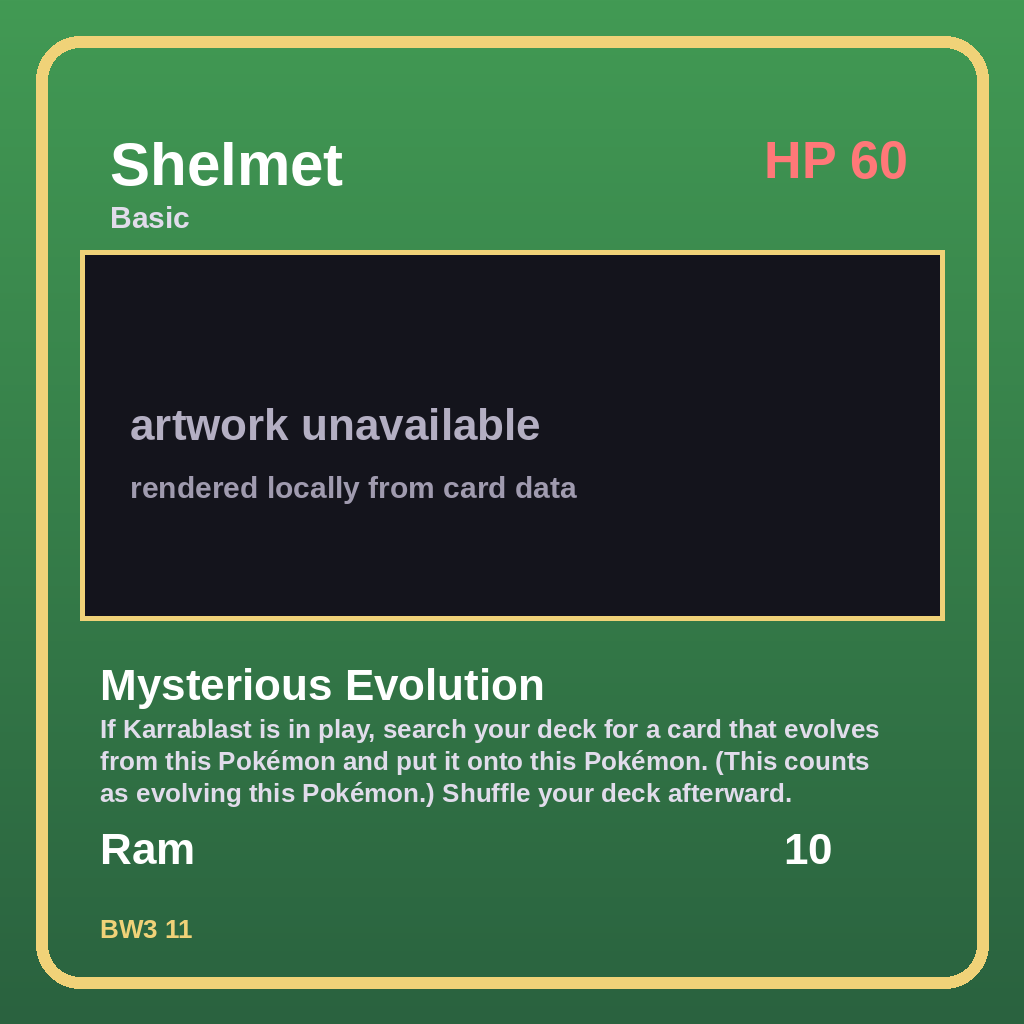 Shelmet
HP 60
Basic
artwork unavailable
rendered locally from card data
Mysterious Evolution
If Karrablast is in play, search your deck for a card that evolves
from this Pokémon and put it onto this Pokémon. (This counts
as evolving this Pokémon.) Shuffle your deck afterward.
Ram 10
BW3 11